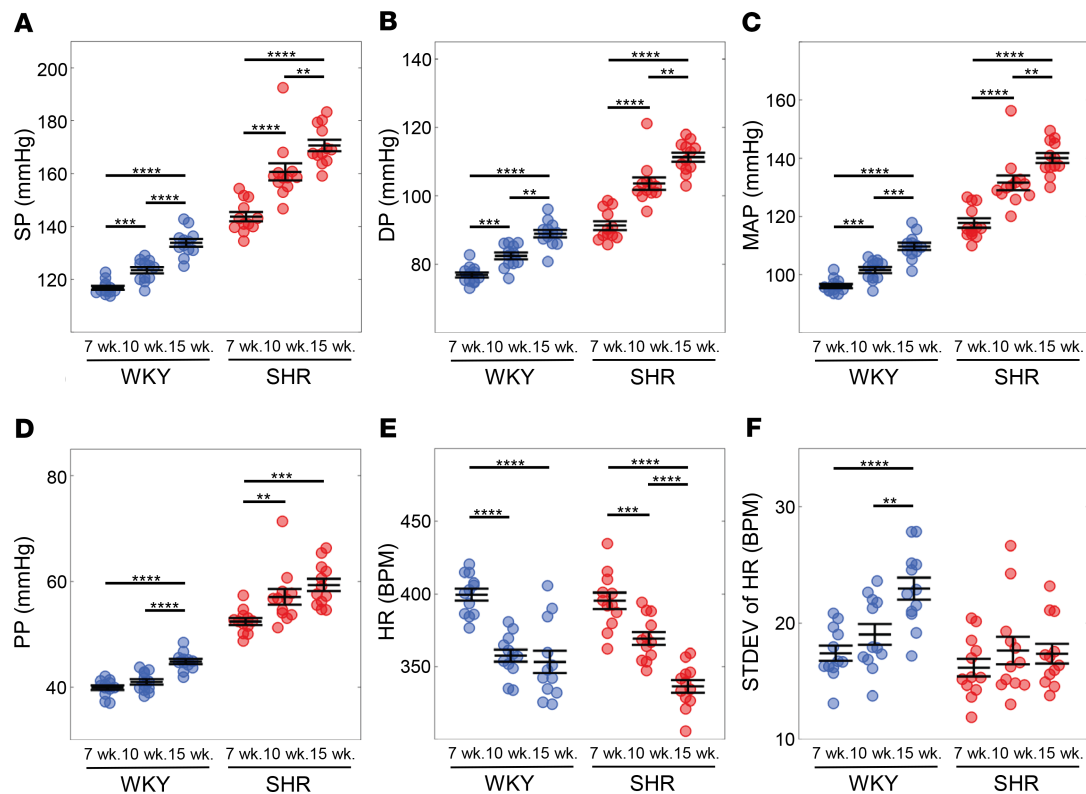 A
B
C
SP (mmHg)
200
180
160
140
120
****
**
****
****
****
***
7 wk.10 wk.15 wk.
WKY
SHR
DP (mmHg)
140
120
100
80
****
**
****
****
**
***
7 wk.10 wk.15 wk.
7 wk.10 wk.15 wk.
WKY
SHR
MAP (mmHg)
160
140
120
100
****
**
****
****
***
***
7 wk.10 wk.15 wk.
7 wk.10 wk.15 wk.
WKY
SHR
7 wk.10 wk.15 wk.
D
E
F
PP (mmHg)
80
60
40
***
**
****
****
7 wk.10 wk.15 wk.
7 wk.10 wk.15 wk.
WKY
SHR
HR (BPM)
450
400
350
****
****
****
****
***
7 wk.10 wk.15 wk.
7 wk.10 wk.15 wk.
WKY
SHR
STDEV of HR (BPM)
30
20
10
****
**
7 wk.10 wk.15 wk.
7 wk.10 wk.15 wk.
WKY
SHR